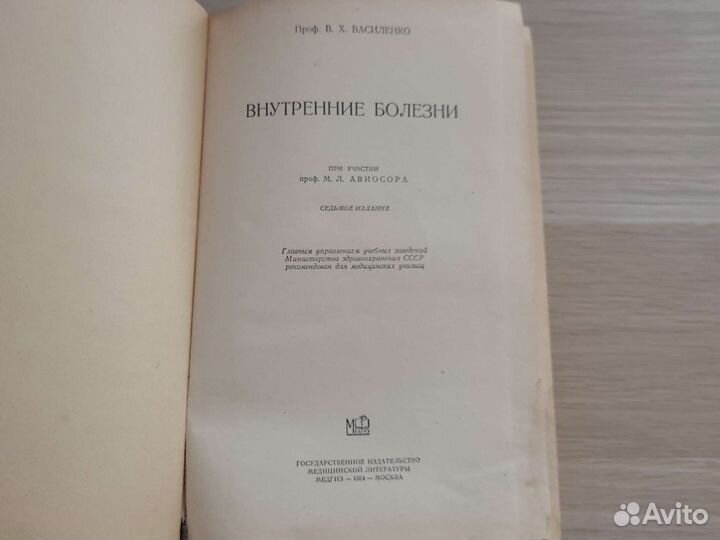 Проф. В. Х. ВАСИЛЕНКО
ВНУТРЕННИЕ БОЛЕЗНИ
ПРИ УЧАСТИИ
проф. М. Л. АВИОСОРА
СЕДЬМОЕ ИЗДАНИЕ
Главным управлением учебных заведений
Министерства здравоохранения СССР
рекомендован для медицинских училищ
ГОСУДАРСТВЕННОЕ ИЗДАТЕЛЬСТВО
МЕДИЦИНСКОЙ ЛИТЕРАТУРЫ
МЕДГИЗ — 1954 — МОСКВА
Avito